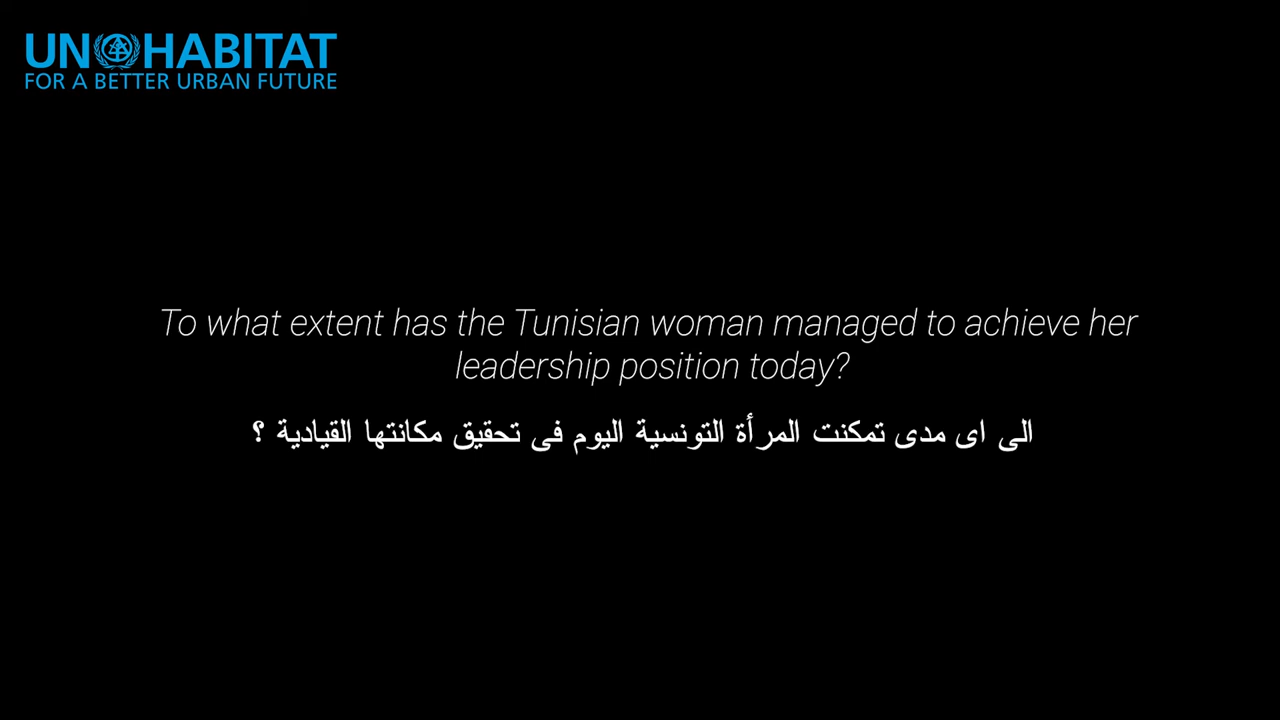 UN HABITAT
FOR A BETTER URBAN FUTURE
To what extent has the Tunisian woman managed to achieve her
leadership position today?
الى اى مدى تمكنت المرأة التونسية اليوم فى تحقيق مكانتها القيادية ؟